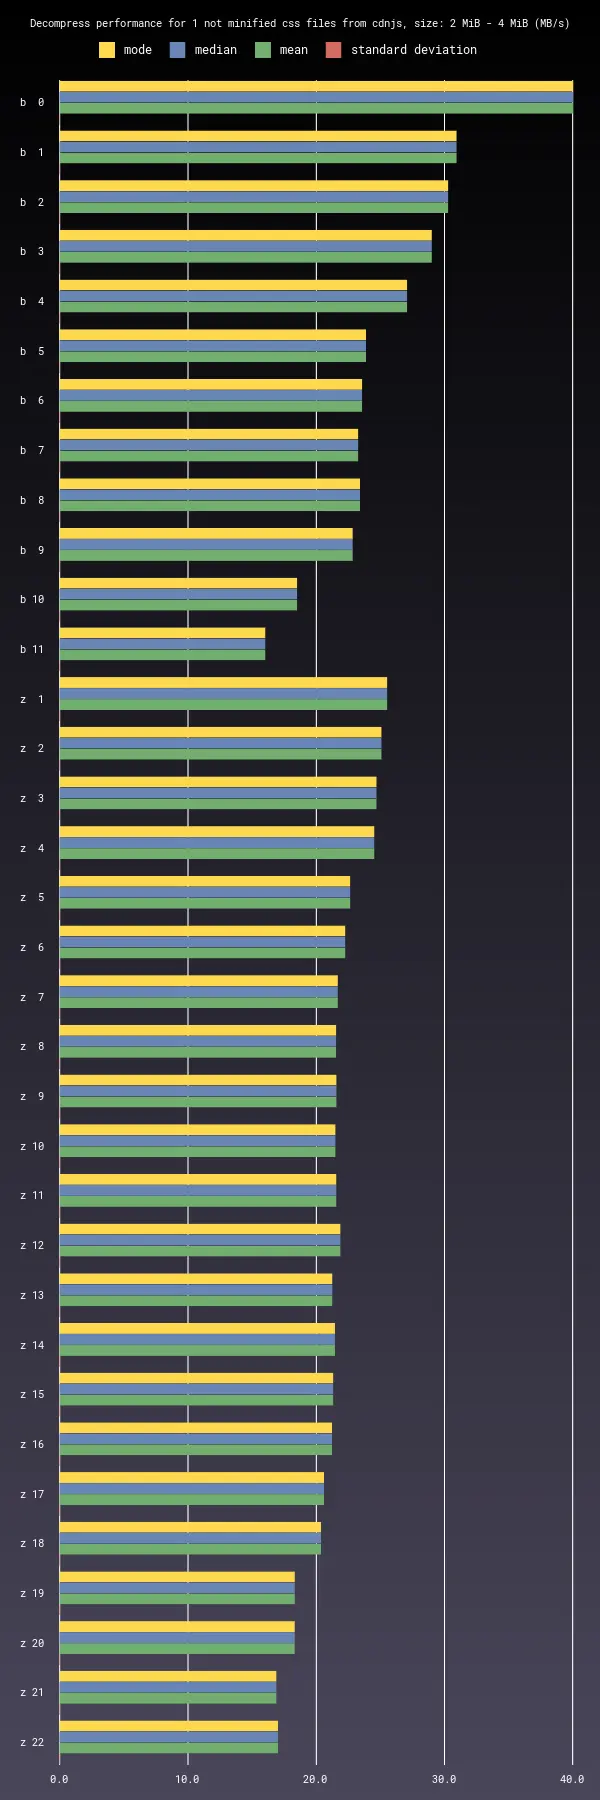 Decompress performance for 1 not minified css files from cdnjs, size: 2 MiB - 4 MiB (MB/s)
mode median mean standard deviation
b 0
b 1
b 2
b 3
b 4
b 5
b 6
b 7
b 8
b 9
b 10
b 11
z 1
z 2
z 3
z 4
z 5
z 6
z 7
z 8
z 9
z 10
z 11
z 12
z 13
z 14
z 15
z 16
z 17
z 18
z 19
z 20
z 21
z 22
0.0 10.0 20.0 30.0 40.0